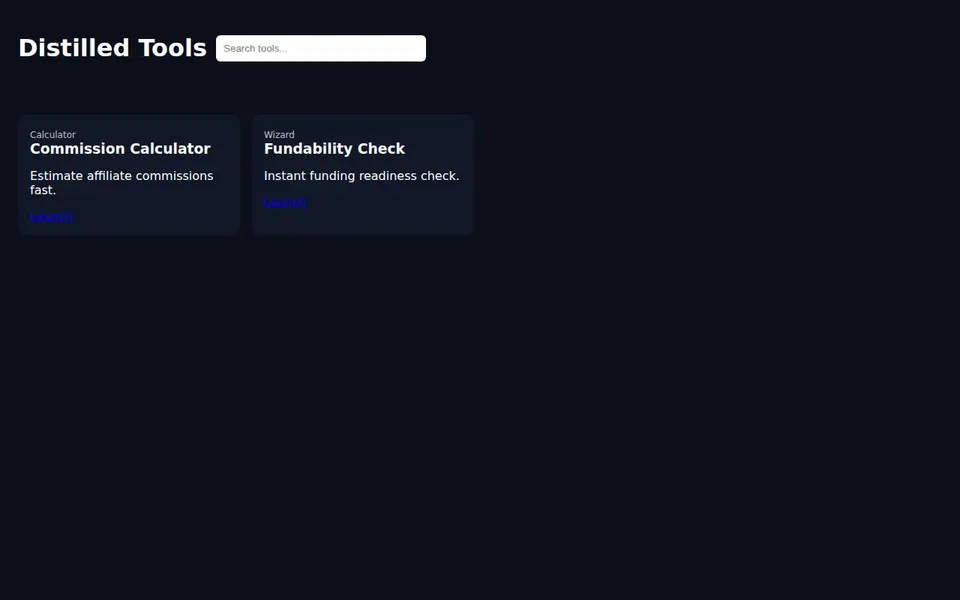 Distilled Tools
Search tools...
Calculator
Commission Calculator
Estimate affiliate commissions
fast.
Launch
Wizard
Fundability Check
Instant funding readiness check.
Launch